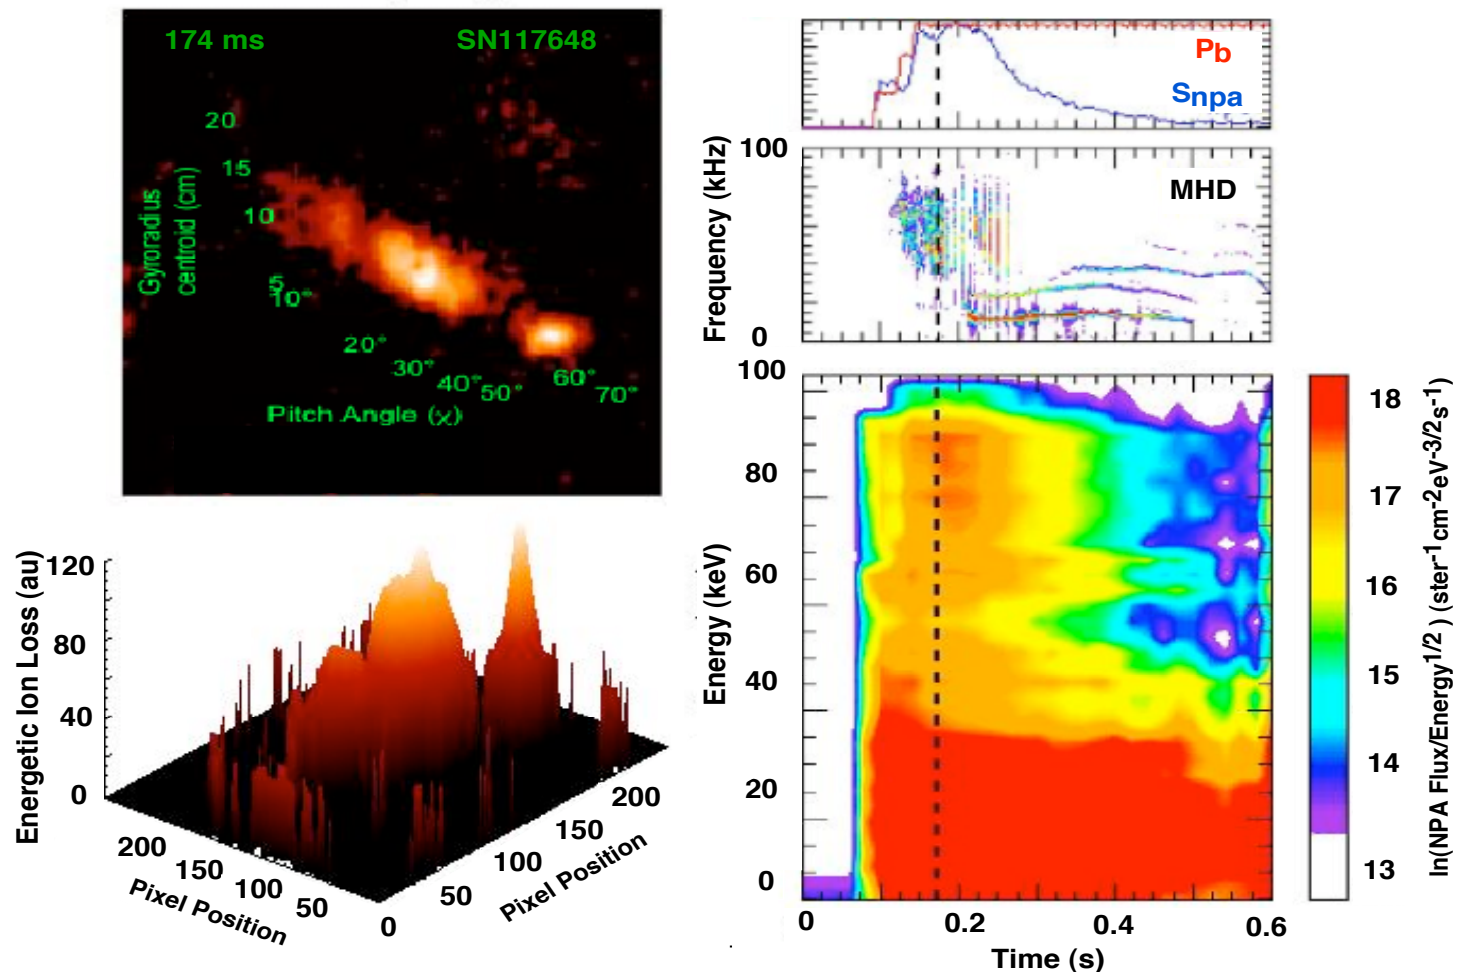 174 ms
SN117648
20
15
10
5
10°
20°
30°
40°
50°
60°
70°
Gyroradius
centroid (cm)
Pitch Angle (χ)
Energetic Ion Loss (au)
120
80
40
0
200
150
100
50
0
50
100
150
200
Pixel Position
Pixel Position
Pb
Snpa
Frequency (kHz)
100
0
MHD
Energy (keV)
100
80
60
40
20
0
0
0.2
0.4
0.6
Time (s)
18
17
16
15
14
13
ln(NPA Flux/Energy1/2 ) (ster-1cm-2eV-3/2s-1)